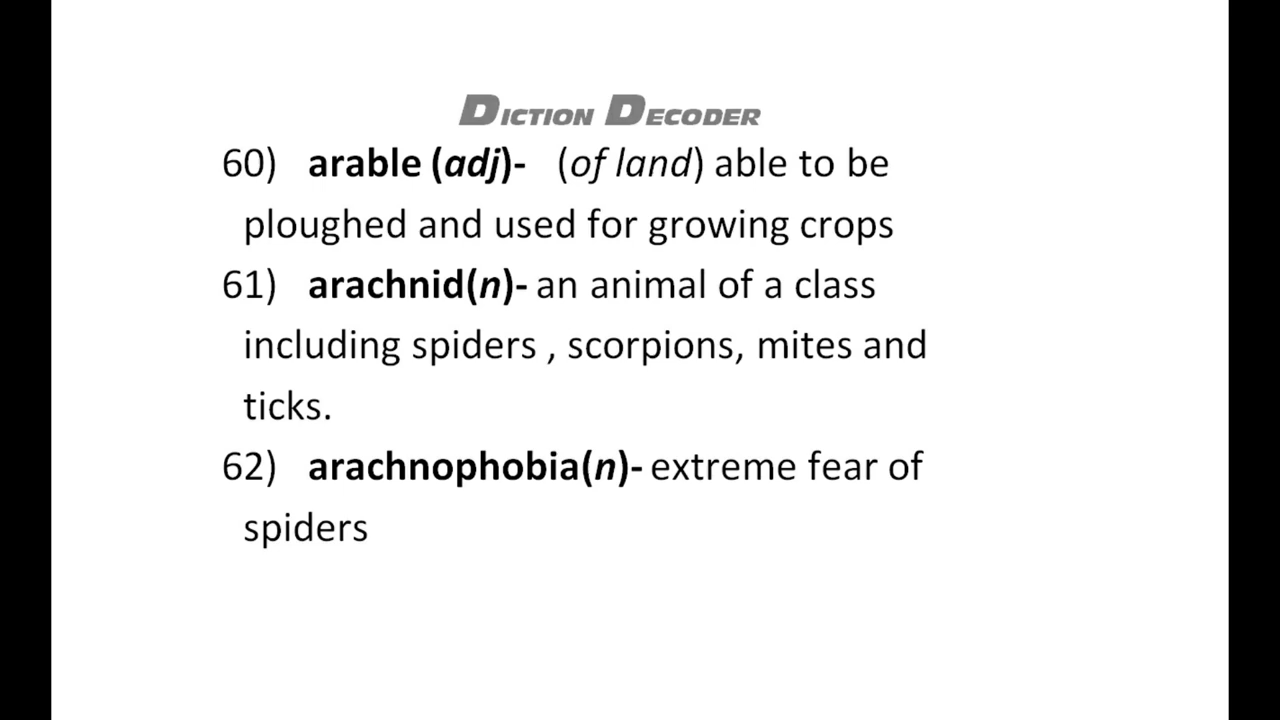 DICTION DECODER
60) arable (adj)- (of land) able to be
ploughed and used for growing crops
61) arachnid(n)- an animal of a class
including spiders , scorpions, mites and
ticks.
62) arachnophobia(n)- extreme fear of
spiders